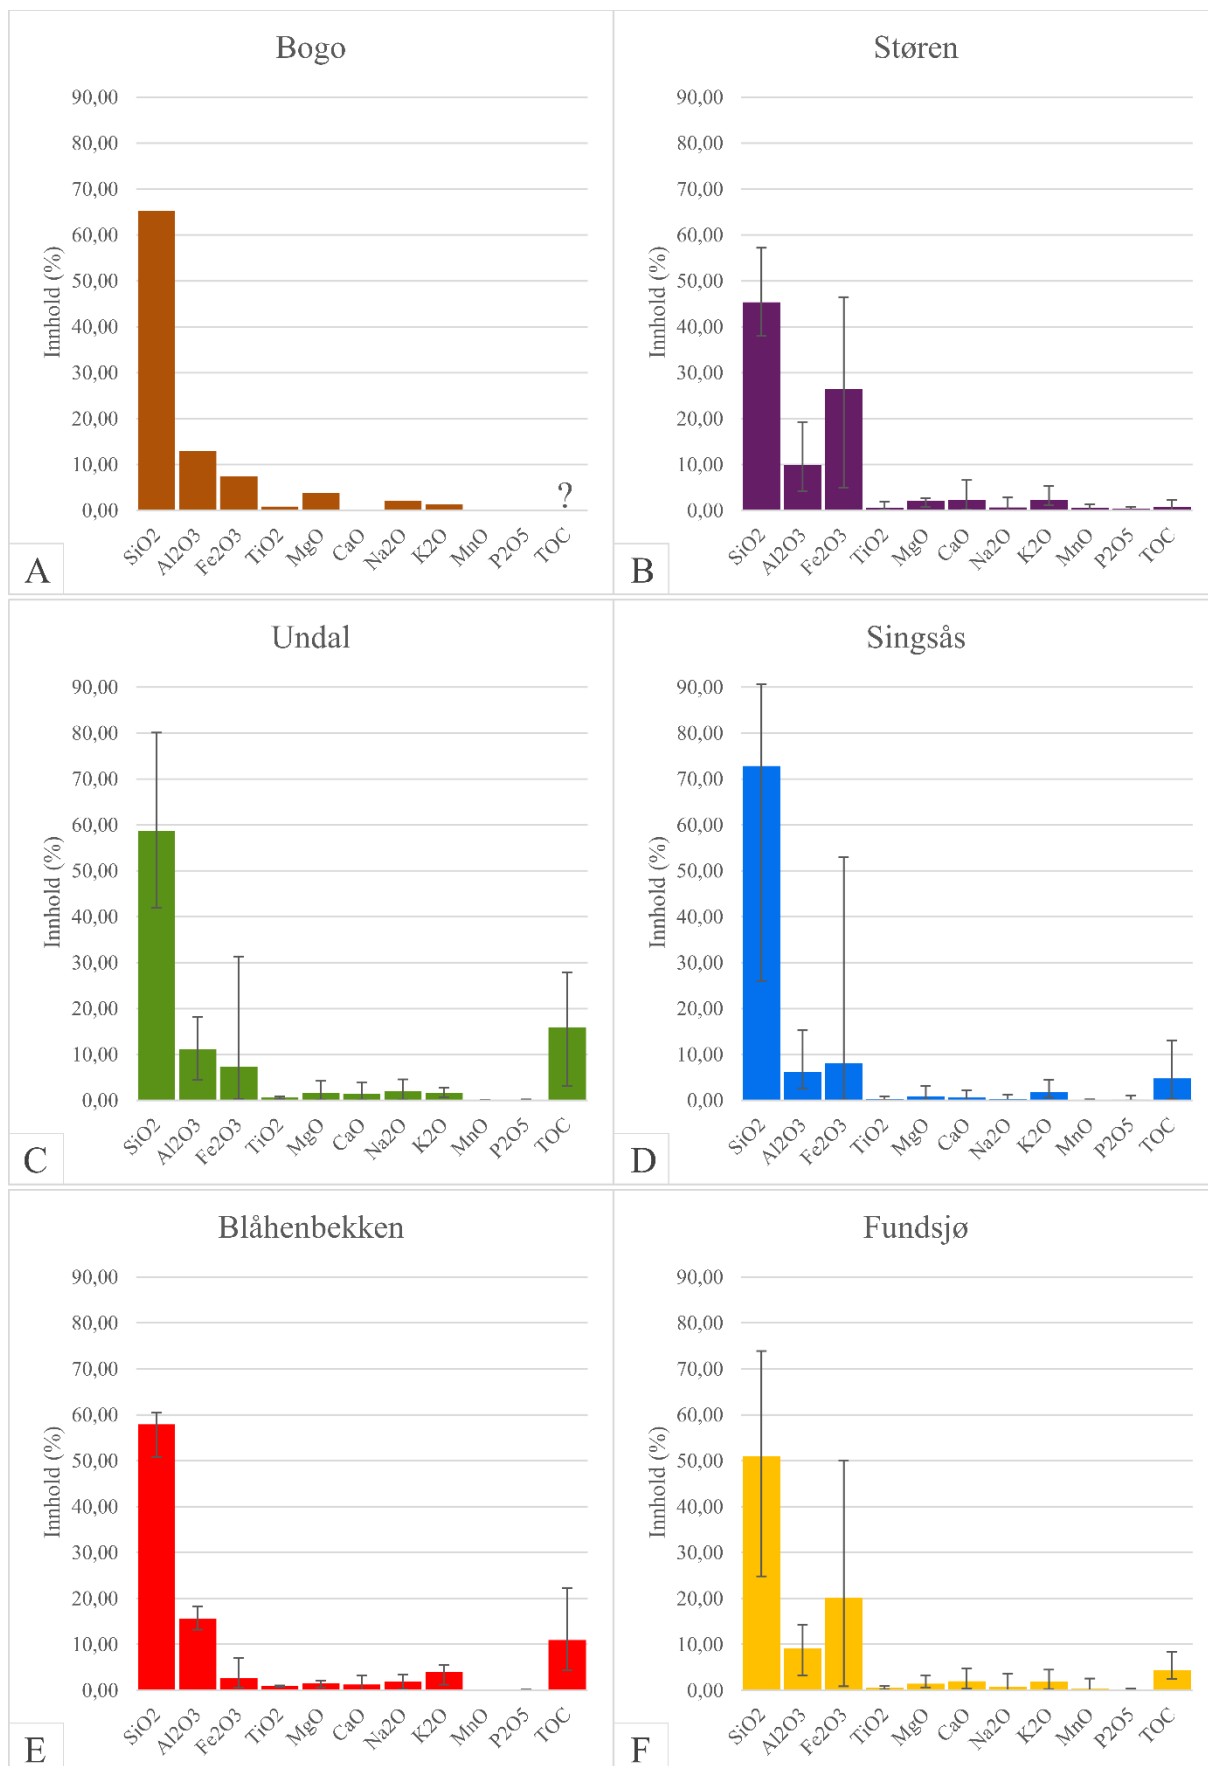 Bogo
90,00
80,00
70,00
60,00
50,00
40,00
30,00
20,00
10,00
0,00
Innhold (%)
?
SiO2 Al2O3 Fe2O3 TiO2 MgO CaO Na2O K2O MnO P2O5 TOC
A
Støren
90,00
80,00
70,00
60,00
50,00
40,00
30,00
20,00
10,00
0,00
Innhold (%)
SiO2 Al2O3 Fe2O3 TiO2 MgO CaO Na2O K2O MnO P2O5 TOC
B
Undal
90,00
80,00
70,00
60,00
50,00
40,00
30,00
20,00
10,00
0,00
Innhold (%)
SiO2 Al2O3 Fe2O3 TiO2 MgO CaO Na2O K2O MnO P2O5 TOC
C
Singsås
90,00
80,00
70,00
60,00
50,00
40,00
30,00
20,00
10,00
0,00
Innhold (%)
SiO2 Al2O3 Fe2O3 TiO2 MgO CaO Na2O K2O MnO P2O5 TOC
D
Blåhenbekken
90,00
80,00
70,00
60,00
50,00
40,00
30,00
20,00
10,00
0,00
Innhold (%)
SiO2 Al2O3 Fe2O3 TiO2 MgO CaO Na2O K2O MnO P2O5 TOC
E
Fundsjø
90,00
80,00
70,00
60,00
50,00
40,00
30,00
20,00
10,00
0,00
Innhold (%)
SiO2 Al2O3 Fe2O3 TiO2 MgO CaO Na2O K2O MnO P2O5 TOC
F